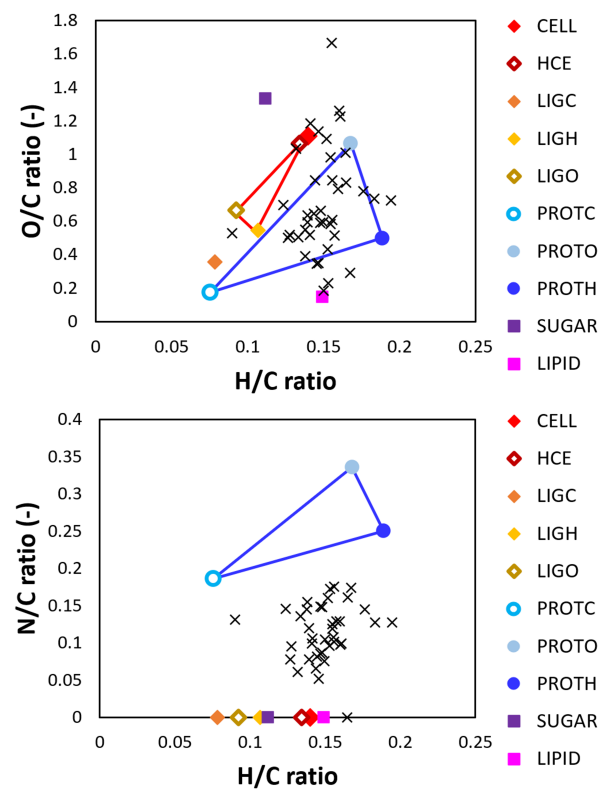 1.8
1.6
1.4
1.2
1
0.8
0.6
0.4
0.2
0
O/C ratio (-)
0 0.05 0.1 0.15 0.2 0.25
H/C ratio
CELL
HCE
LIGC
LIGH
LIGO
PROTC
PROTO
PROTH
SUGAR
LIPID
0.4
0.35
0.3
0.25
0.2
0.15
0.1
0.05
0
N/C ratio (-)
0 0.05 0.1 0.15 0.2 0.25
H/C ratio
CELL
HCE
LIGC
LIGH
LIGO
PROTC
PROTO
PROTH
SUGAR
LIPID